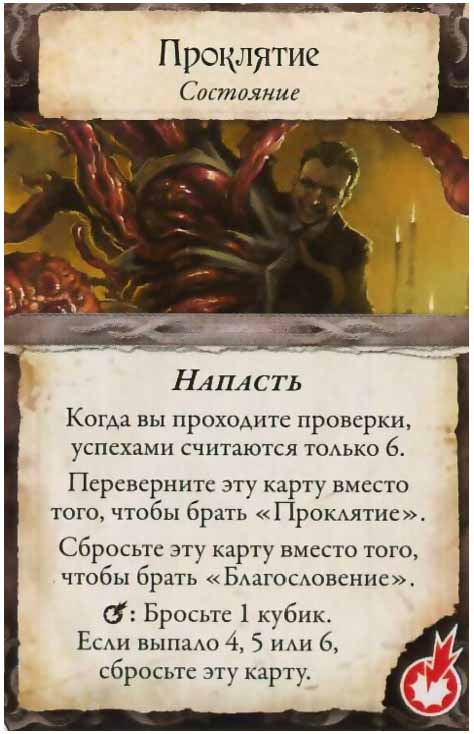 Проклятие
Состояние
Напасть
Когда вы проходите проверки,
успехами считаются только 6.
Переверните эту карту вместо
того, чтобы брать «Проклятие».
Сбросьте эту карту вместо того,
чтобы брать «Благословение».
: Бросьте 1 кубик.
Если выпало 4, 5 или 6,
сбросьте эту карту.